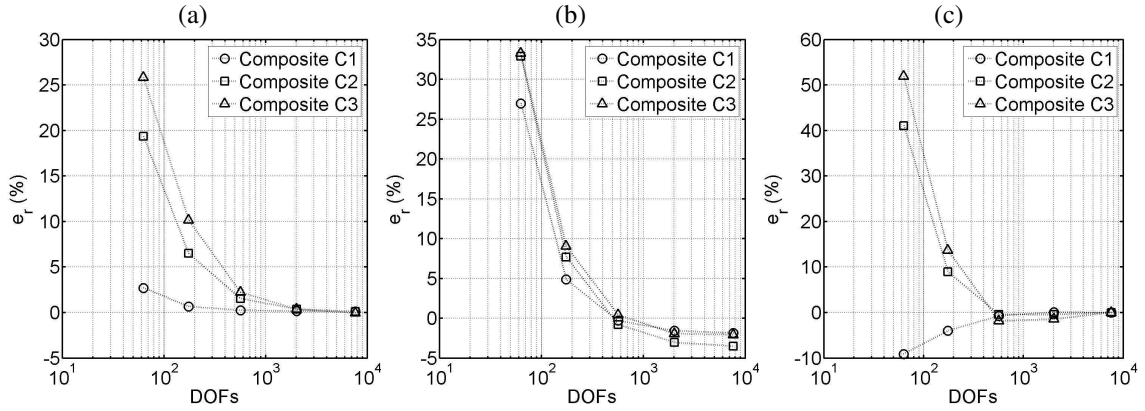 (a)
30
25
20
15
10
5
0
-5
e_r (%)
10^1
10^2
10^3
10^4
DOFs
Composite C1
Composite C2
Composite C3
(b)
35
30
25
20
15
10
5
0
-5
e_r (%)
10^1
10^2
10^3
10^4
DOFs
Composite C1
Composite C2
Composite C3
(c)
60
50
40
30
20
10
0
-10
e_r (%)
10^1
10^2
10^3
10^4
DOFs
Composite C1
Composite C2
Composite C3